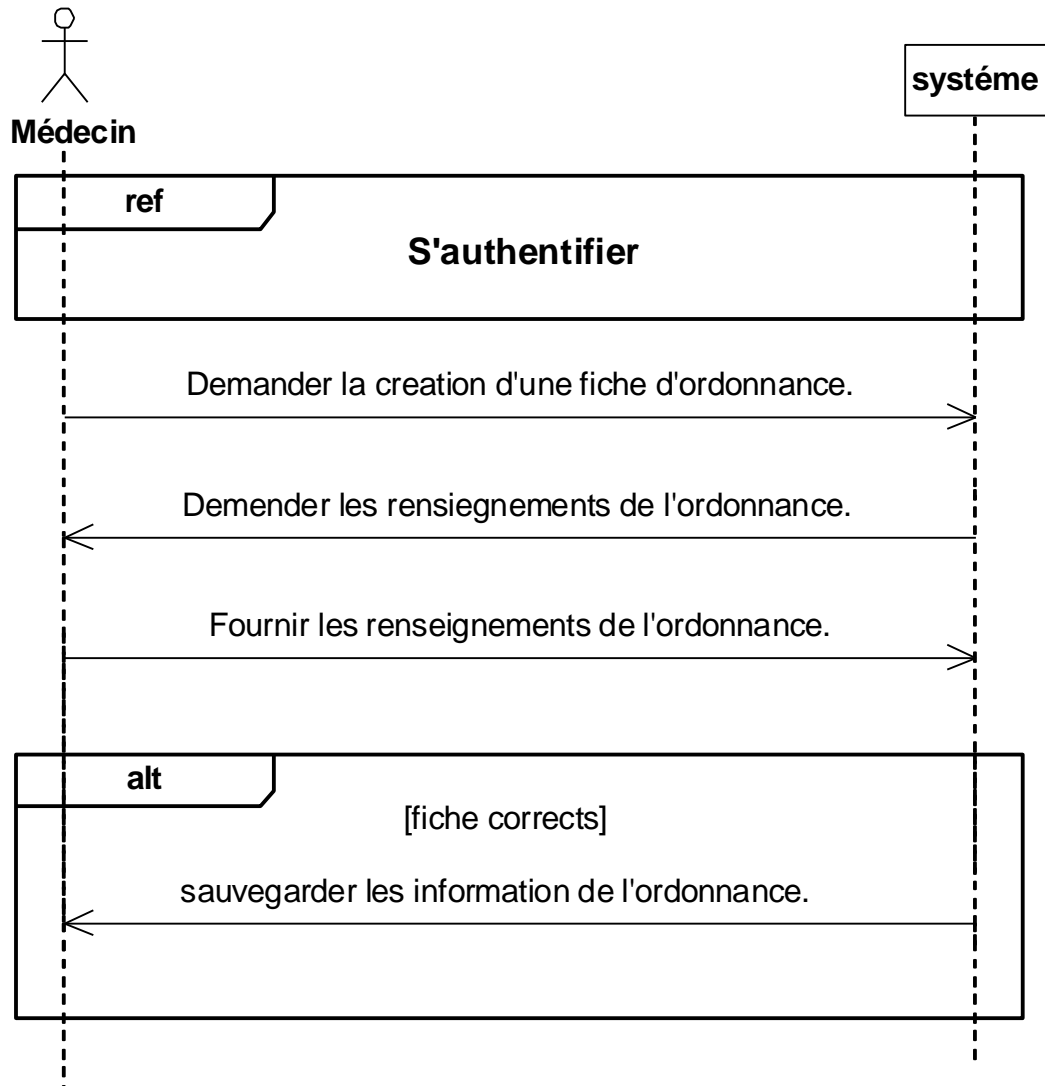 Médecin
systéme
ref
S'authentifier
Demander la creation d'une fiche d'ordonnance.
Demender les rensiegnements de l'ordonnance.
Fournir les renseignements de l'ordonnance.
alt
[fiche corrects]
sauvegarder les information de l'ordonnance.